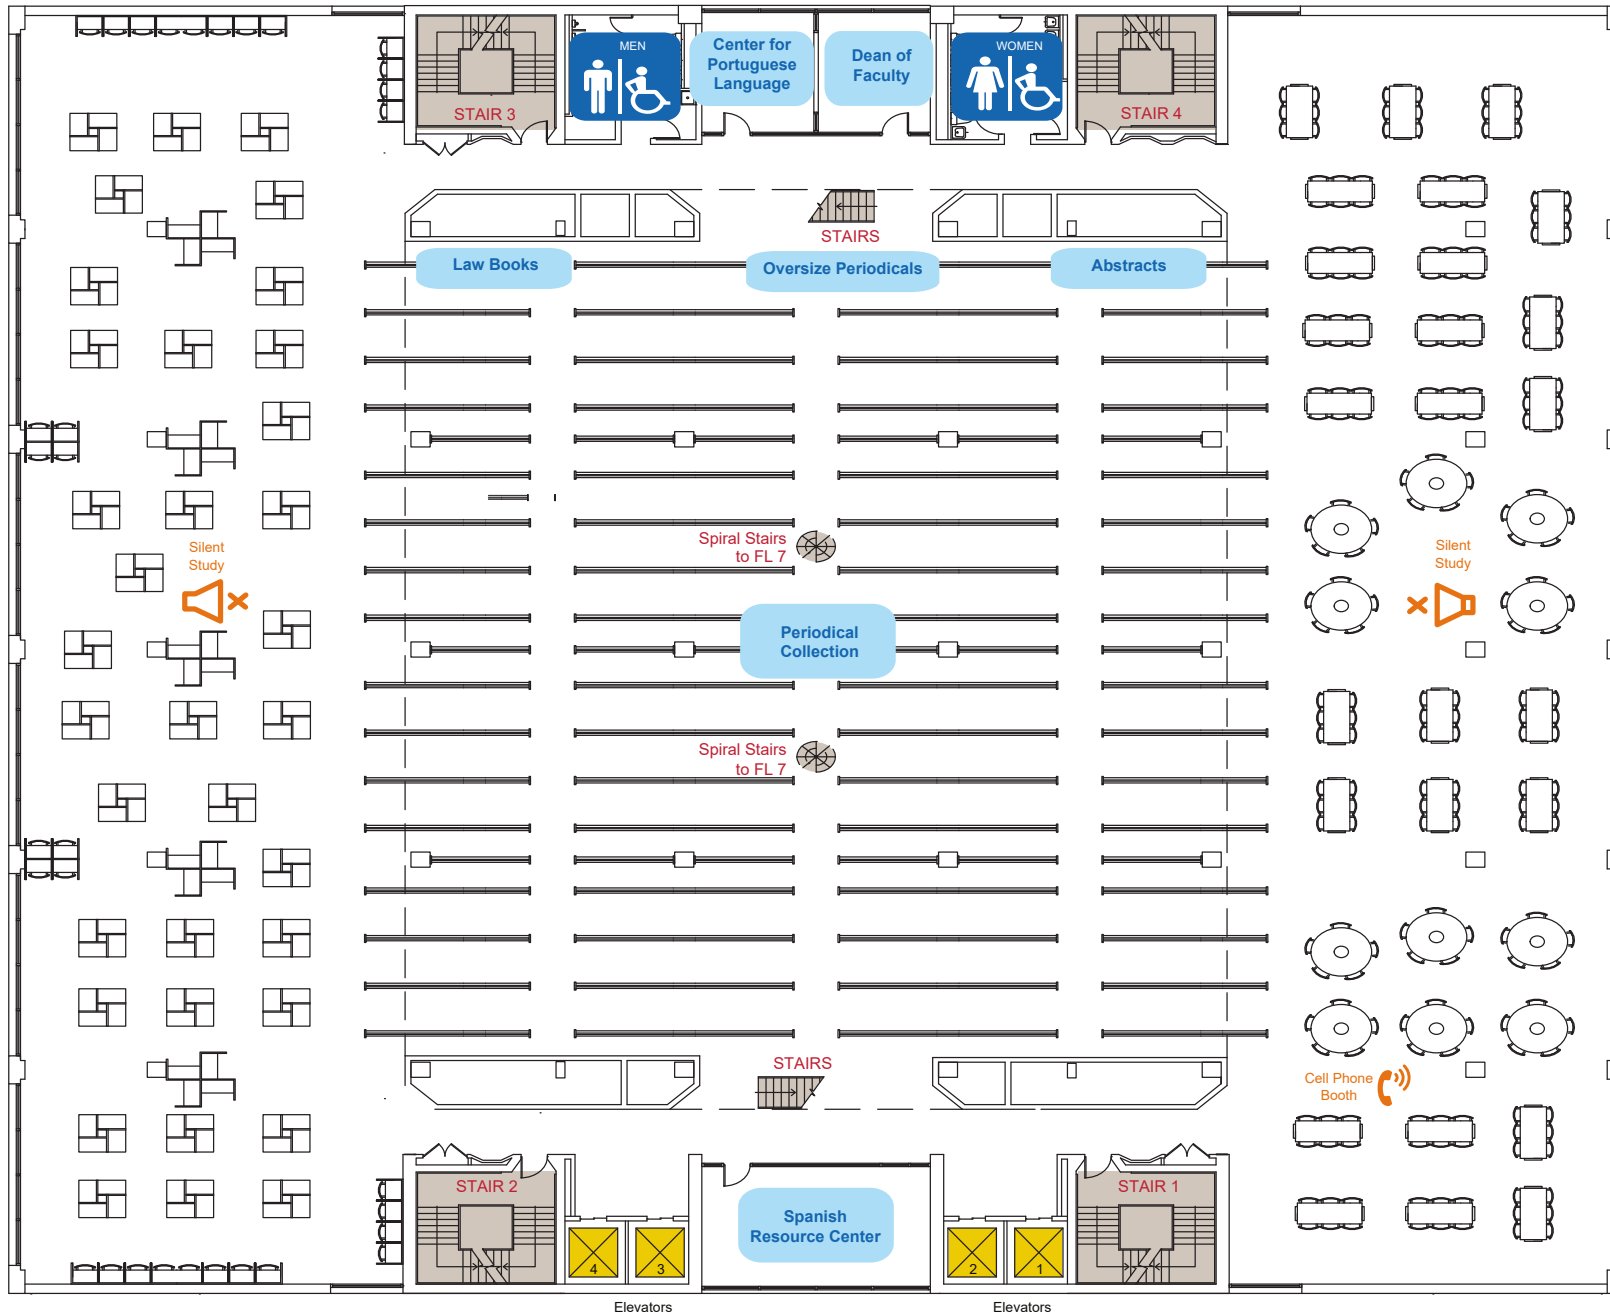 MEN
Center for
Portuguese
Language
Dean of
Faculty
WOMEN
STAIR 3
STAIR 4
STAIRS
Law Books
Oversize Periodicals
Abstracts
Spiral Stairs
to FL 7
Silent
Study
Silent
Study
Periodical
Collection
Spiral Stairs
to FL 7
STAIRS
Cell Phone
Booth
STAIR 2
STAIR 1
Spanish
Resource Center
4
3
2
1
Elevators
Elevators